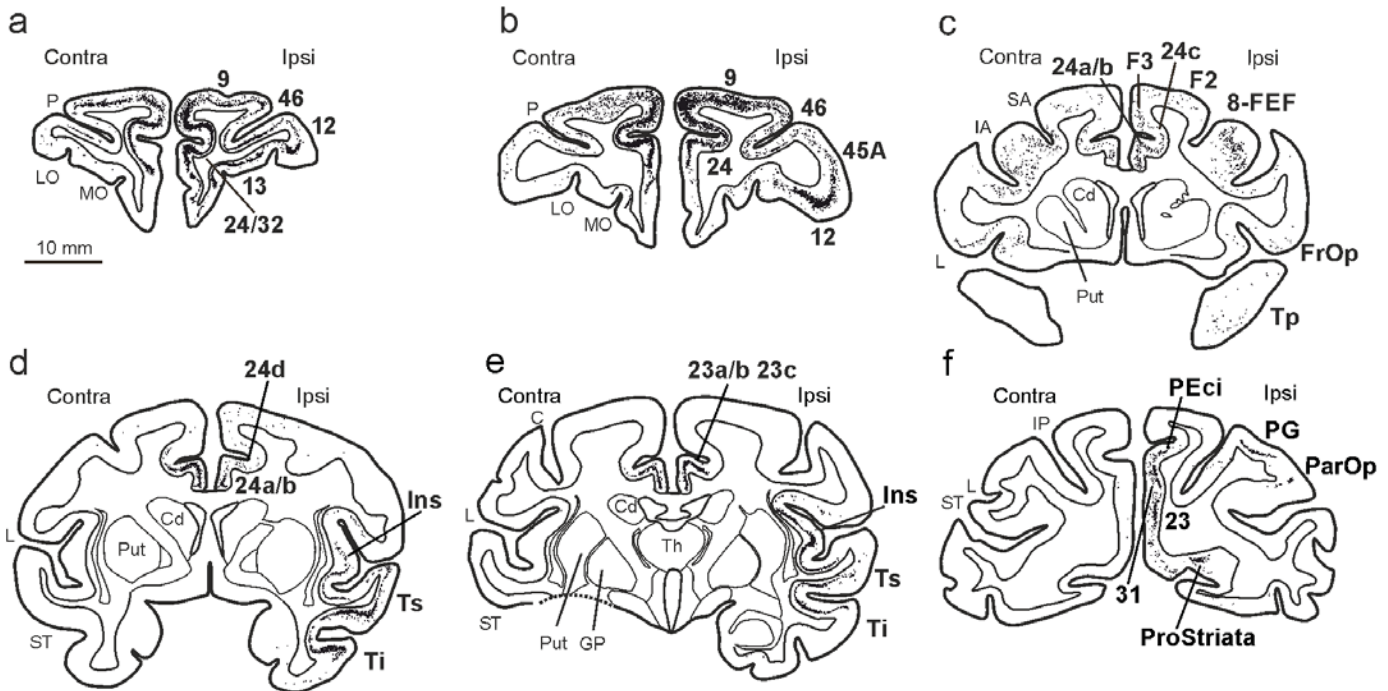 a
Contra
Ipsi
9
46
12
P
LO
MO
13
24/32
10 mm
b
Contra
Ipsi
9
46
45A
P
24
LO
MO
12
c
Contra
Ipsi
24a/b
F3
24c
F2
8-FEF
SA
IA
Cd
L
Put
FrOp
Tp
d
Contra
Ipsi
24d
24a/b
Ins
Cd
L
Put
Ts
ST
Ti
e
Contra
Ipsi
23a/b 23c
C
Ins
L
Cd
Th
Ts
ST
Put
GP
Ti
f
Contra
Ipsi
PEci
IP
PG
ParOp
L
ST
23
31
ProStriata